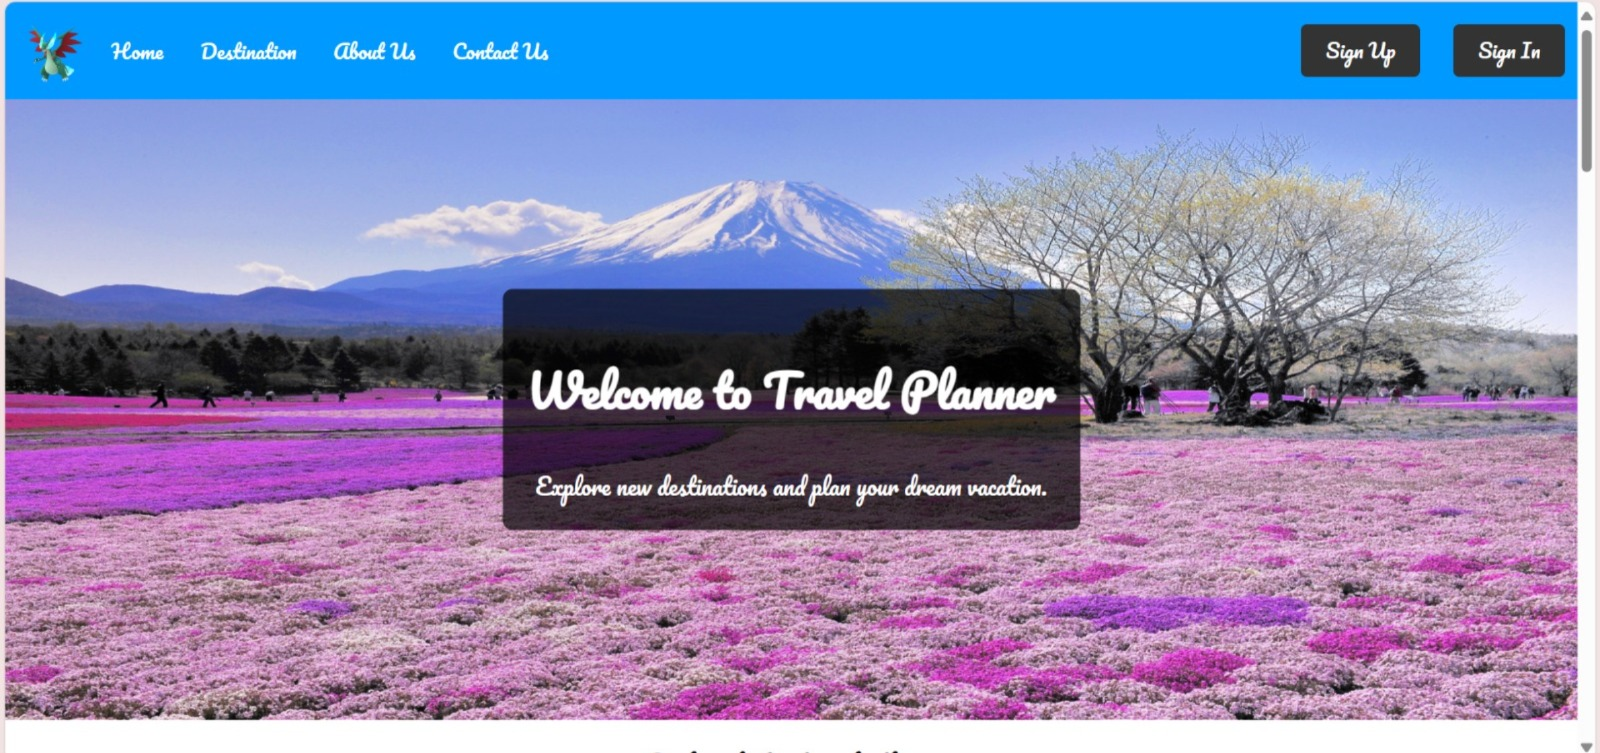 Home Destination About Us Contact Us Sign Up Sign In
Welcome to Travel Planner
Explore new destinations and plan your dream vacation.